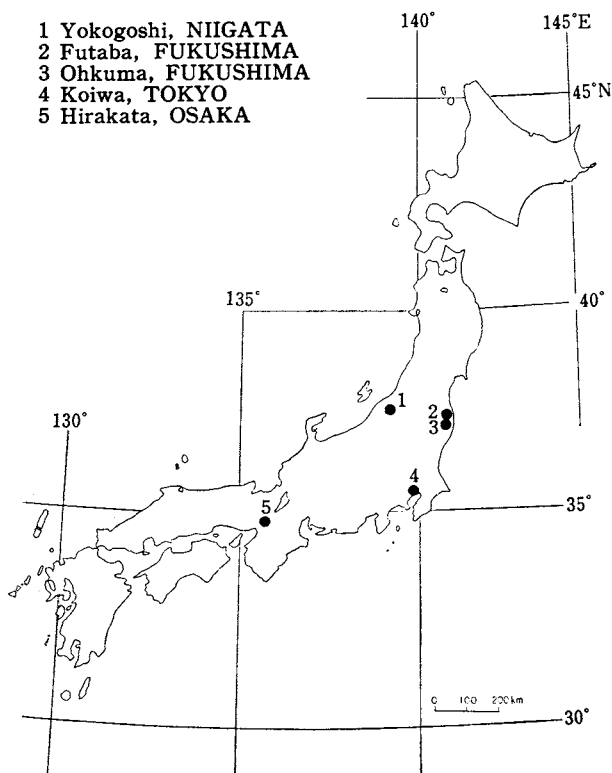 1 Yokogoshi, NIIGATA
2 Futaba, FUKUSHIMA
3 Ohkuma, FUKUSHIMA
4 Koiwa, TOKYO
5 Hirakata, OSAKA
140°
145°E
45°N
135°
40°
130°
1
2
3
4
5
35°
0 100 200km
30°